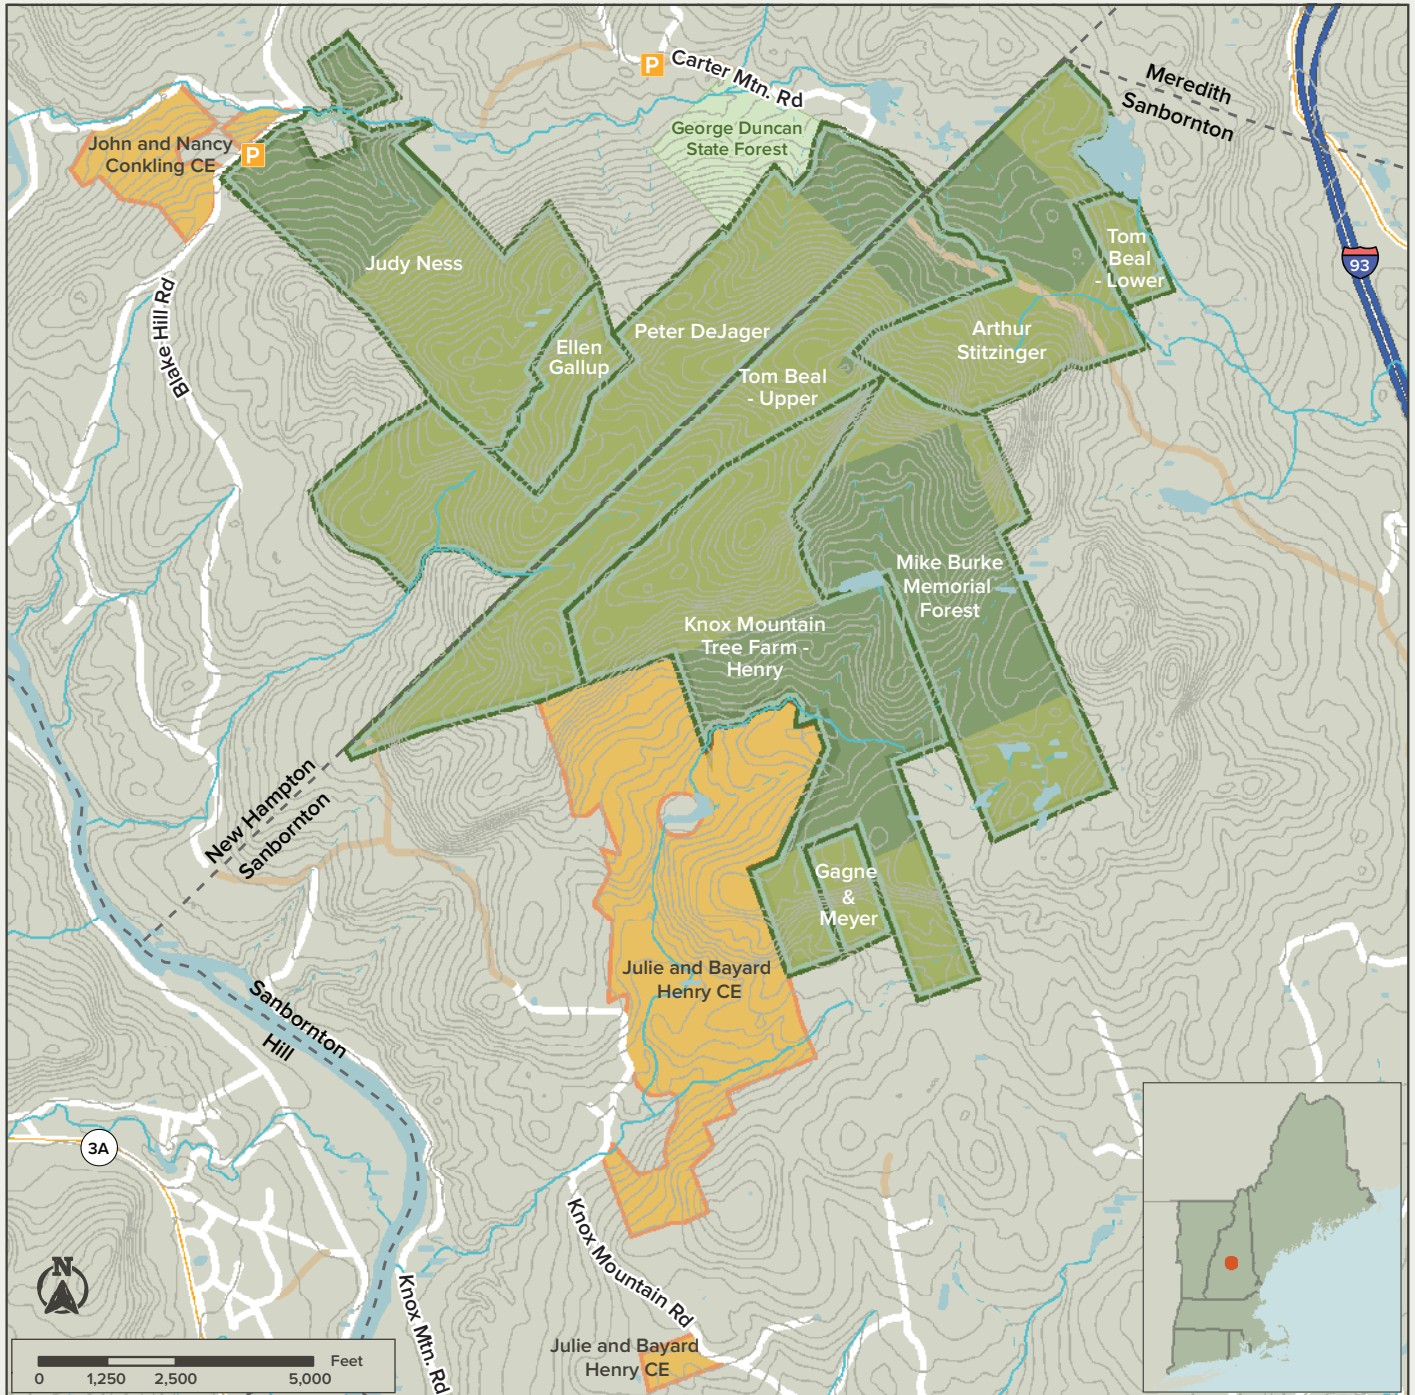 P
Carter Mtn. Rd
Meredith
Sanbornton
George Duncan
State Forest
John and Nancy
Conkling CE
P
Tom
Beal
- Lower
93
Judy Ness
Blake Hill Rd
Peter DeJager
Arthur
Stitzinger
Ellen
Gallup
Tom Beal
- Upper
Mike Burke
Memorial
Forest
Knox Mountain
Tree Farm -
Henry
New Hampton
Sanbornton
Gagne
&
Meyer
Julie and Bayard
Henry CE
Sanbornton
Hill
3A
Knox Mountain Rd
N
Knox Mtn. Rd
Julie and Bayard
Henry CE
Feet
0 1,250 2,500 5,000